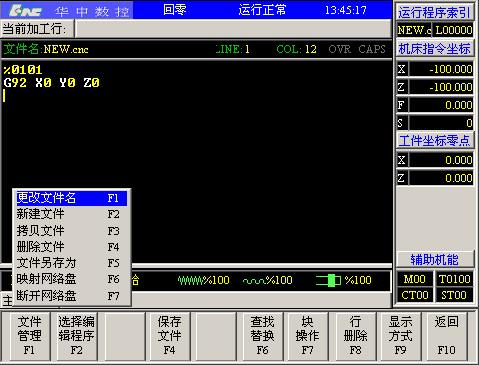 CNC 华中数控 回零 运行正常 13:45:17
运行程序索引
NEW.c L00000
当前加工行:
文件名:NEW.cnc LINE: 1 COL: 12 OVR CAPS
机床指令坐标
%0101
G92 X0 Y0 Z0
X -100.000
Z -100.000
F 0.000
S 0
工件坐标零点
X 0.000
Z 0.000
更改文件名 F1
新建文件 F2
拷贝文件 F3
删除文件 F4
文件另存为 F5
映射网络盘 F6
断开网络盘 F7
%100 %100 %100
辅助机能
M00 T0100
CT00 ST00
文件管理 F1
选择编辑程序 F2
保存文件 F4
查找替换 F6
块操作 F7
行删除 F8
显示方式 F9
返回 F10